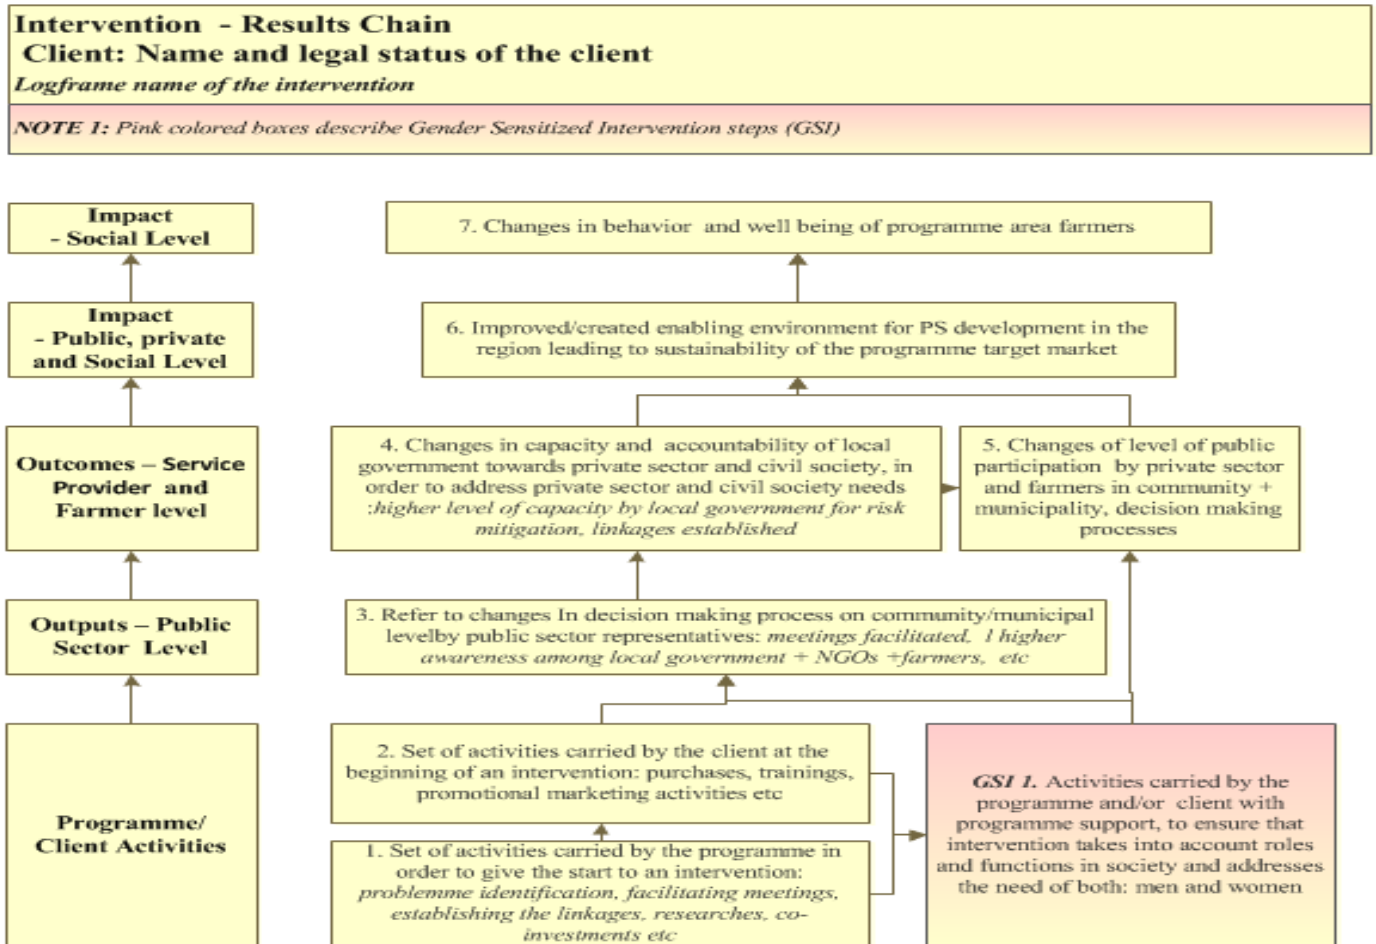 Intervention - Results Chain
Client: Name and legal status of the client
Logframe name of the intervention
NOTE 1: Pink colored boxes describe Gender Sensitized Intervention steps (GSI)
Impact
- Social Level
7. Changes in behavior and well being of programme area farmers
Impact
- Public, private
and Social Level
6. Improved/created enabling environment for PS development in the
region leading to sustainability of the programme target market
Outcomes – Service
Provider and
Farmer level
4. Changes in capacity and accountability of local
government towards private sector and civil society, in
order to address private sector and civil society needs
:higher level of capacity by local government for risk
mitigation, linkages established
5. Changes of level of public
participation by private sector
and farmers in community +
municipality, decision making
processes
Outputs – Public
Sector Level
3. Refer to changes In decision making process on community/municipal
levelby public sector representatives: meetings facilitated, l higher
awareness among local government + NGOs +farmers, etc
Programme/
Client Activities
2. Set of activities carried by the client at the
beginning of an intervention: purchases, trainings,
promotional marketing activities etc
1. Set of activities carried by the programme in
order to give the start to an intervention:
problemme identification, facilitating meetings,
establishing the linkages, researches, co-
investments etc
GSI 1. Activities carried by the
programme and/or client with
programme support, to ensure that
intervention takes into account roles
and functions in society and addresses
the need of both: men and women